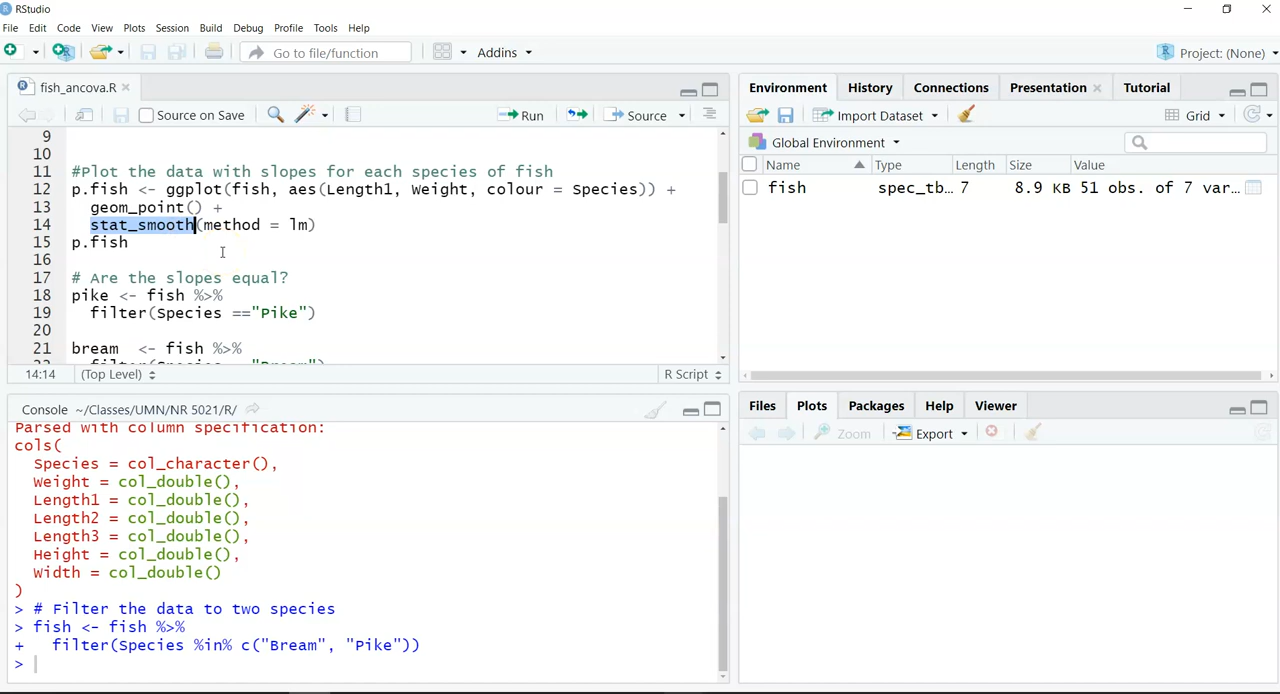 RStudio
File Edit Code View Plots Session Build Debug Profile Tools Help
Go to file/function Addins Project: (None)
fish_ancova.R
Source on Save Run Source
9
10
11 #Plot the data with slopes for each species of fish
12 p.fish <- ggplot(fish, aes(Length1, Weight, colour = Species)) +
13 geom_point() +
14 stat_smooth(method = lm)
15 p.fish
16
17 # Are the slopes equal?
18 pike <- fish %>%
19 filter(Species =="Pike")
20
21 bream <- fish %>%
14:14 (Top Level) R Script
Console ~/Classes/UMN/NR 5021/R/
Parsed with column specification:
cols(
Species = col_character(),
Weight = col_double(),
Length1 = col_double(),
Length2 = col_double(),
Length3 = col_double(),
Height = col_double(),
Width = col_double()
)
> # Filter the data to two species
> fish <- fish %>%
+ filter(Species %in% c("Bream", "Pike"))
>
Environment History Connections Presentation Tutorial
Import Dataset Grid
Global Environment
Name Type Length Size Value
fish spec_tb… 7 8.9 KB 51 obs. of 7 var…
Files Plots Packages Help Viewer
Zoom Export